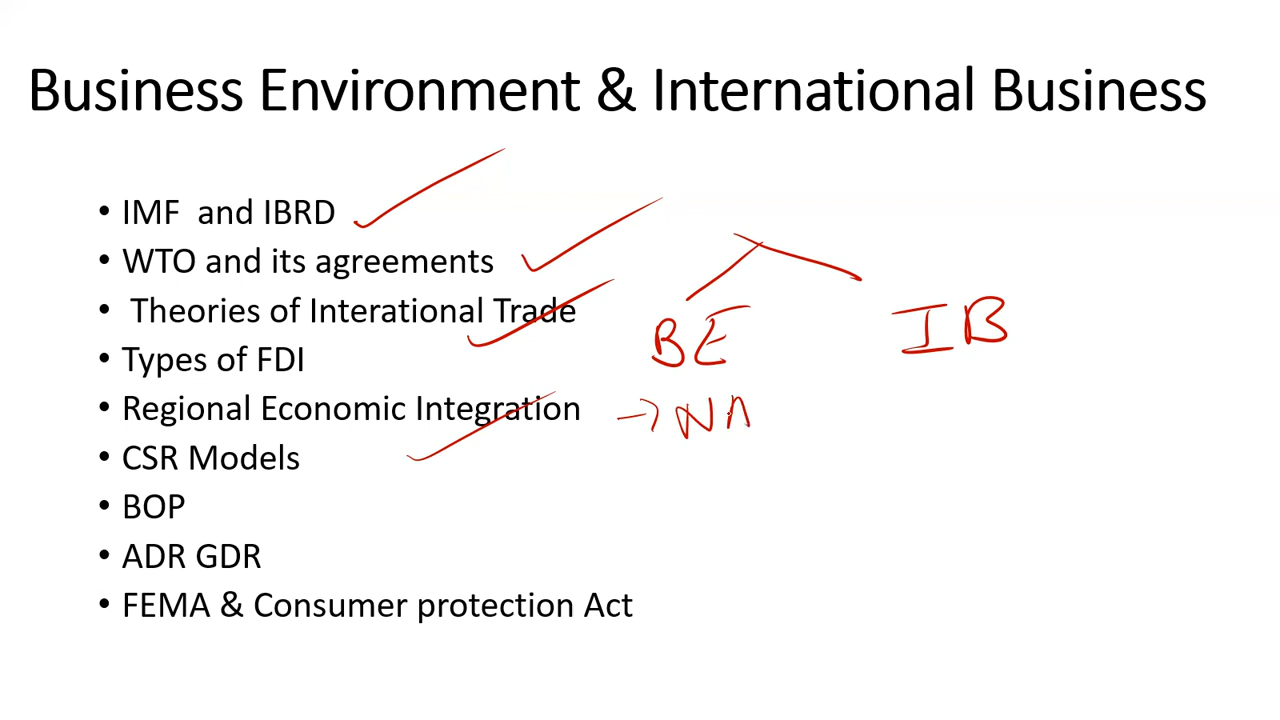 Business Environment & International Business
• IMF and IBRD
• WTO and its agreements
• Theories of Interational Trade
• Types of FDI
• Regional Economic Integration
• CSR Models
• BOP
• ADR GDR
• FEMA & Consumer protection Act
BE
IB
→ NA